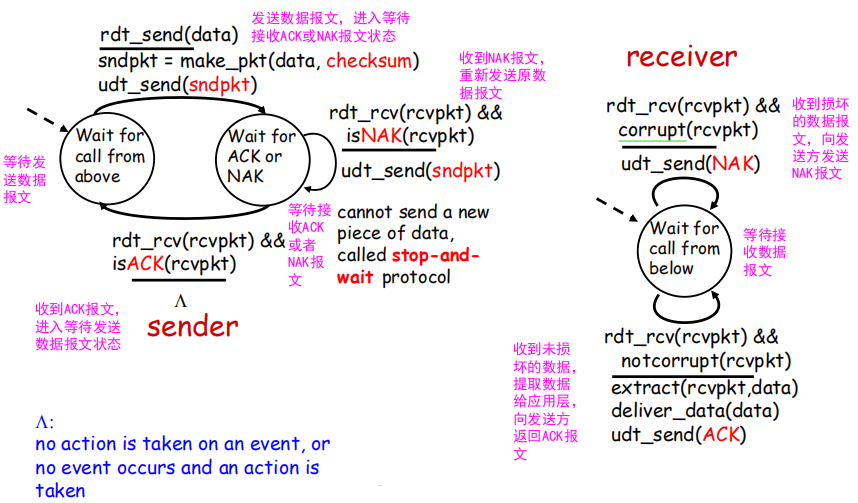 rdt_send(data)
sndpkt = make_pkt(data, checksum)
udt_send(sndpkt)
发送数据报文，进入等待
接收ACK或NAK报文状态
Wait for
call from
above
等待发
送数据
报文
Wait for
ACK or
NAK
等待接
收ACK
或者
NAK报
文
收到NAK报文，
重新发送原数
据报文
rdt_rcv(rcvpkt) &&
isNAK(rcvpkt)
udt_send(sndpkt)
cannot send a new
piece of data,
called stop-and-
wait protocol
rdt_rcv(rcvpkt) &&
isACK(rcvpkt)
Λ
收到ACK报文，
进入等待发送
数据报文状态
sender
Λ:
no action is taken on an event, or
no event occurs and an action is
taken
receiver
rdt_rcv(rcvpkt) &&
corrupt(rcvpkt)
udt_send(NAK)
收到损坏
的数据报
文，向发
送方发送
NAK报文
Wait for
call from
below
等待接
收数据
报文
rdt_rcv(rcvpkt) &&
notcorrupt(rcvpkt)
extract(rcvpkt,data)
deliver_data(data)
udt_send(ACK)
收到未损
坏的数据，
提取数据
给应用层，
向发送方
返回ACK报
文